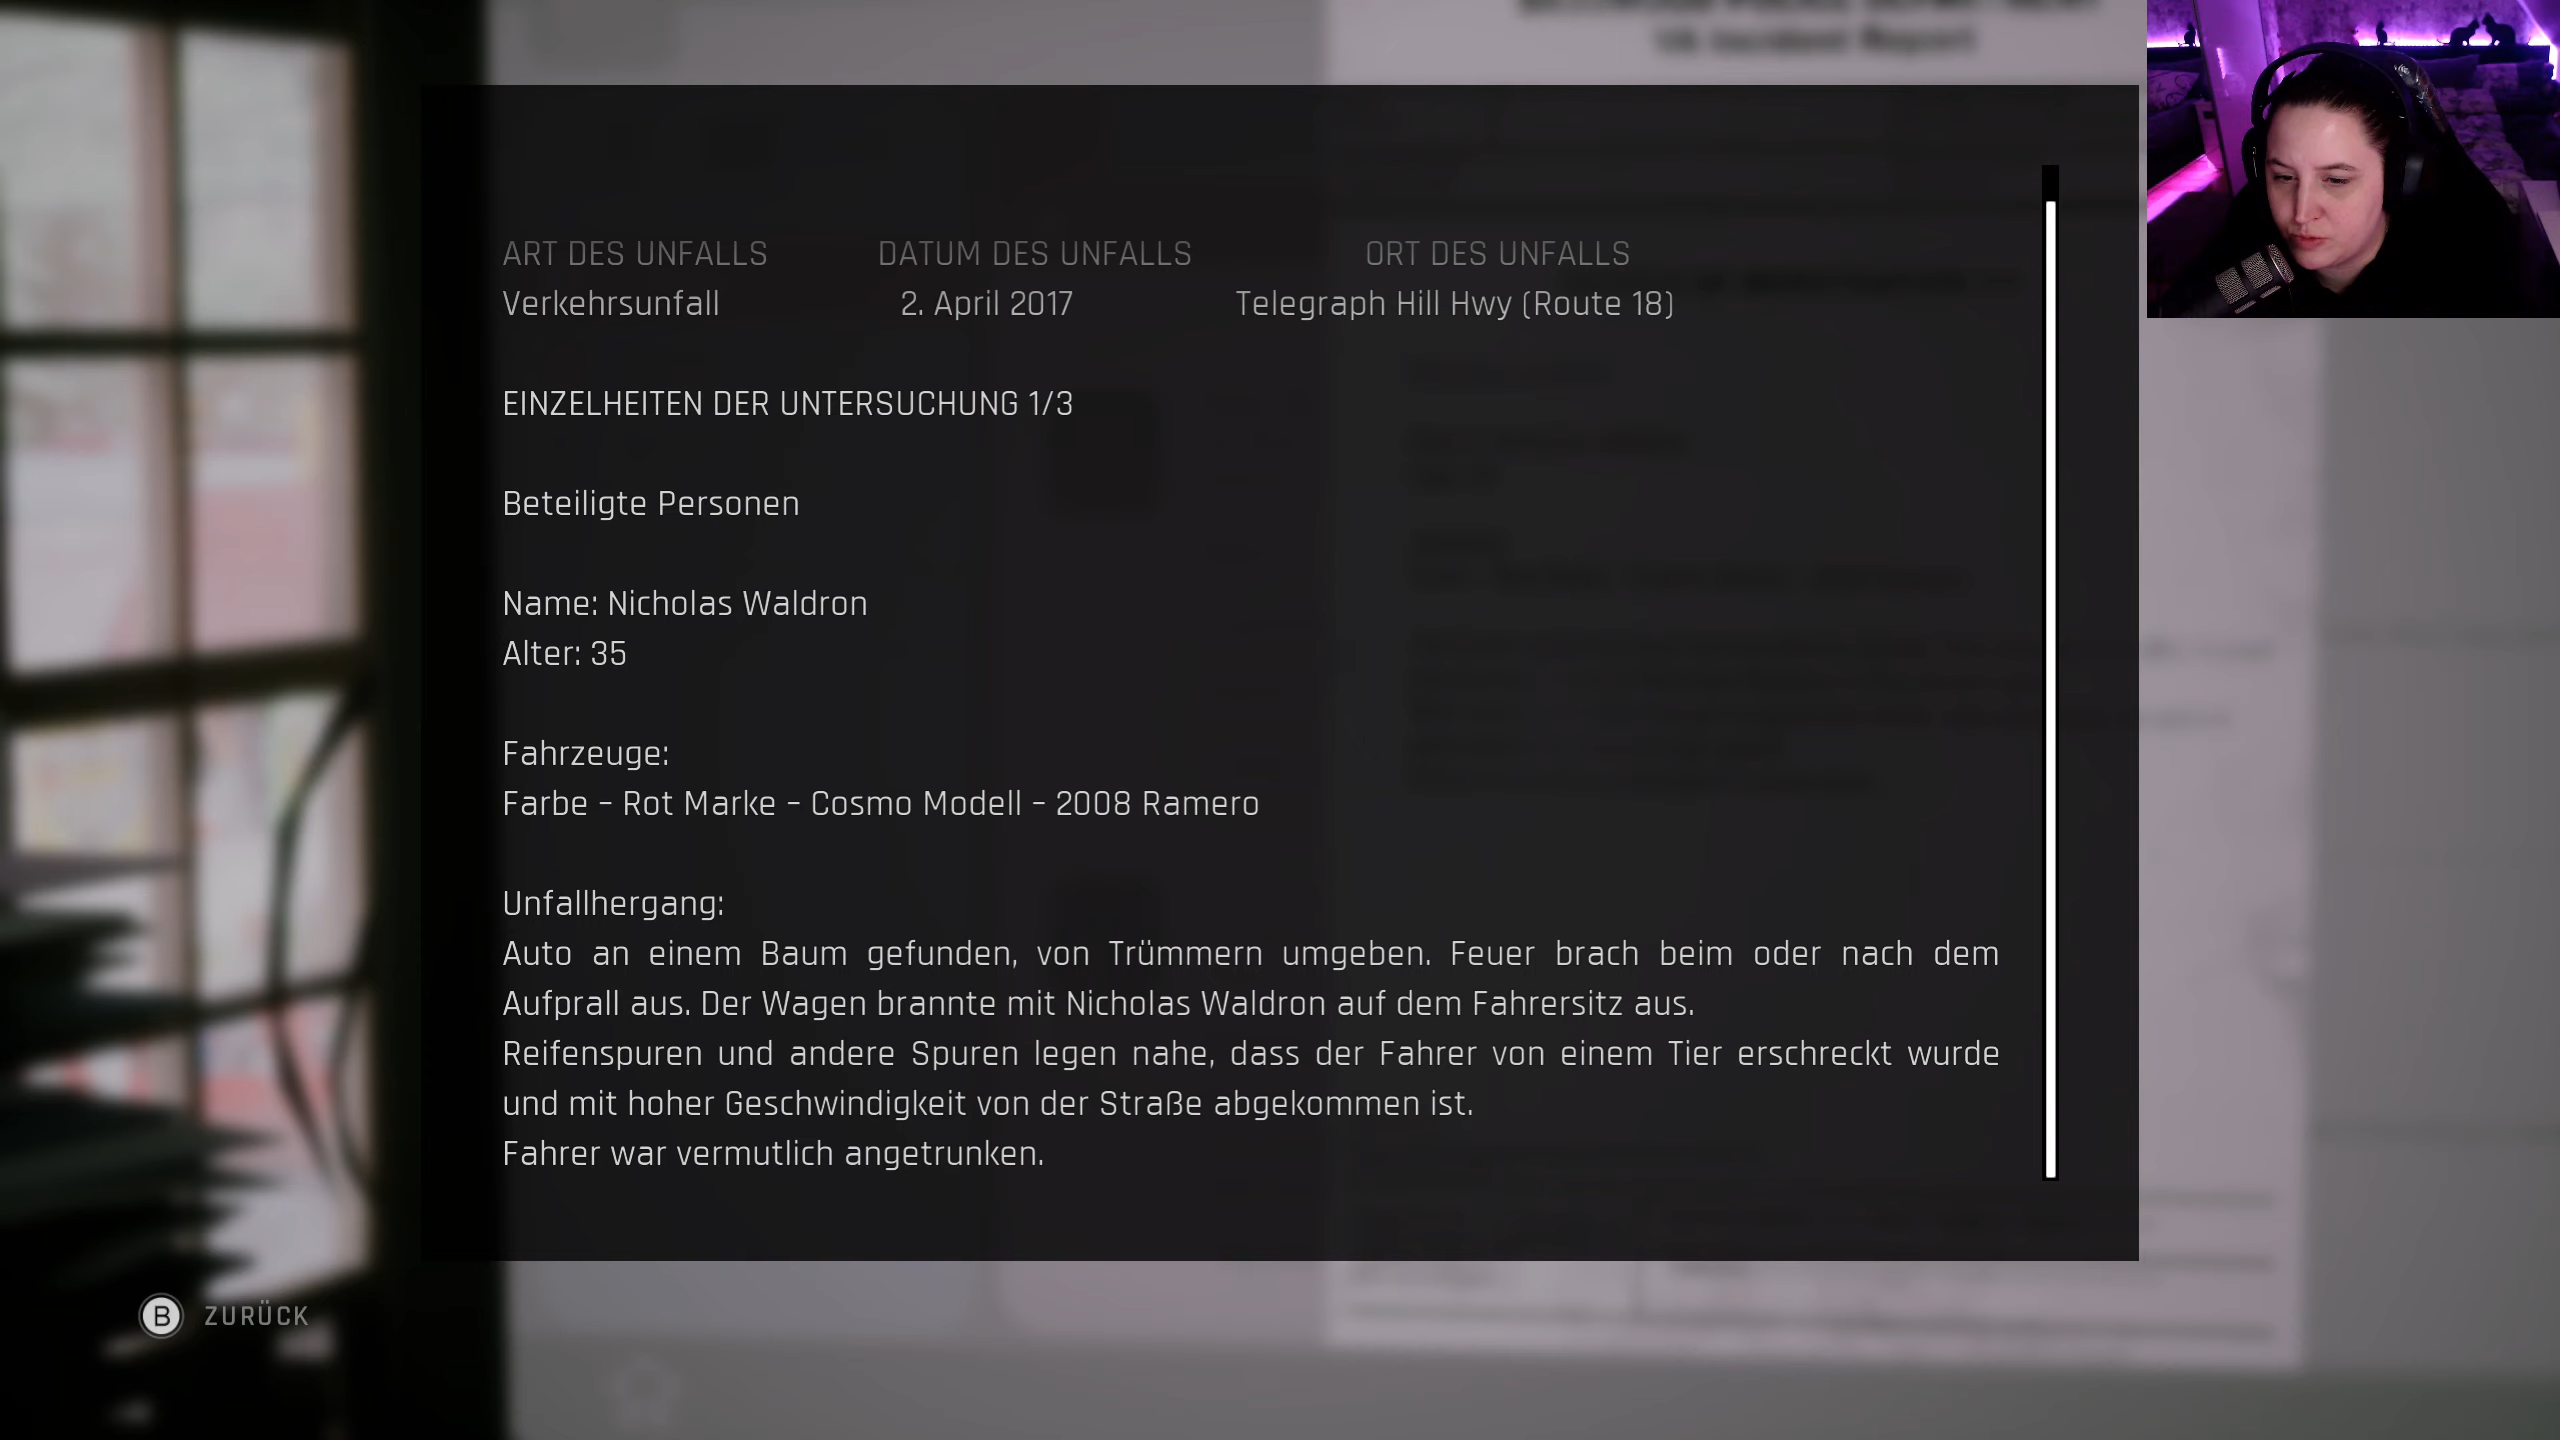 1/4 Incident Report
ART DES UNFALLS DATUM DES UNFALLS ORT DES UNFALLS
Verkehrsunfall 2. April 2017 Telegraph Hill Hwy (Route 18)
EINZELHEITEN DER UNTERSUCHUNG 1/3
Beteiligte Personen
Name: Nicholas Waldron
Alter: 35
Fahrzeuge:
Farbe – Rot Marke – Cosmo Modell – 2008 Ramero
Unfallhergang:
Auto an einem Baum gefunden, von Trümmern umgeben. Feuer brach beim oder nach dem
Aufprall aus. Der Wagen brannte mit Nicholas Waldron auf dem Fahrersitz aus.
Reifenspuren und andere Spuren legen nahe, dass der Fahrer von einem Tier erschreckt wurde
und mit hoher Geschwindigkeit von der Straße abgekommen ist.
Fahrer war vermutlich angetrunken.
B ZURÜCK